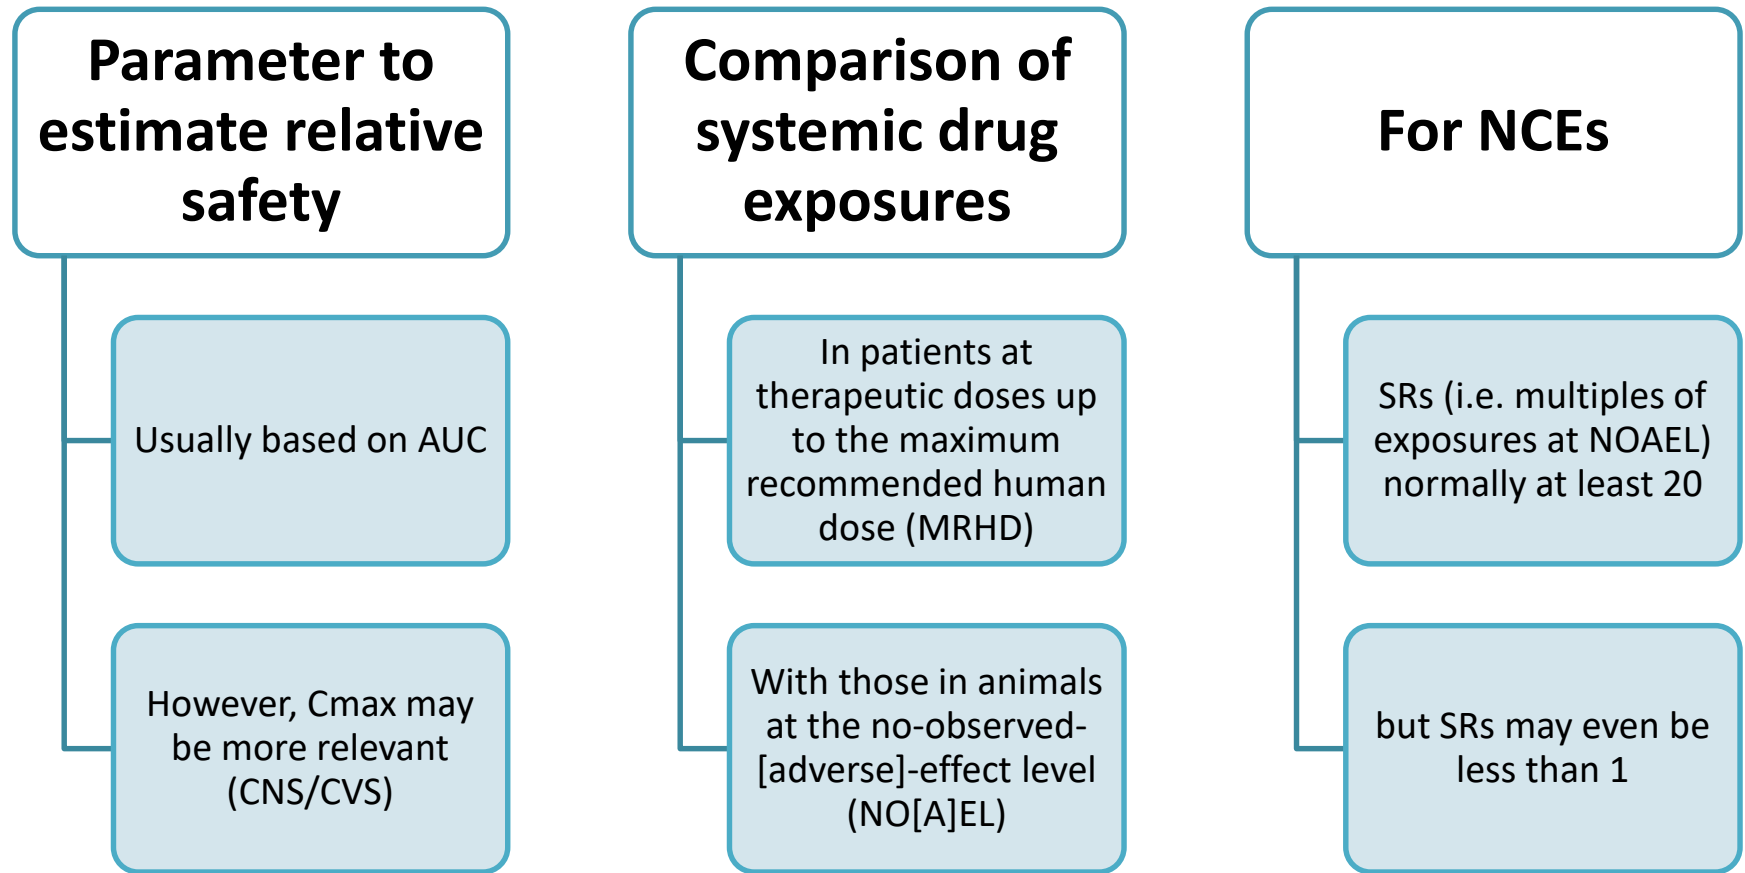 Parameter to
estimate relative
safety
Usually based on AUC
However, Cmax may
be more relevant
(CNS/CVS)
Comparison of
systemic drug
exposures
In patients at
therapeutic doses up
to the maximum
recommended human
dose (MRHD)
With those in animals
at the no-observed-
[adverse]-effect level
(NO[A]EL)
For NCEs
SRs (i.e. multiples of
exposures at NOAEL)
normally at least 20
but SRs may even be
less than 1